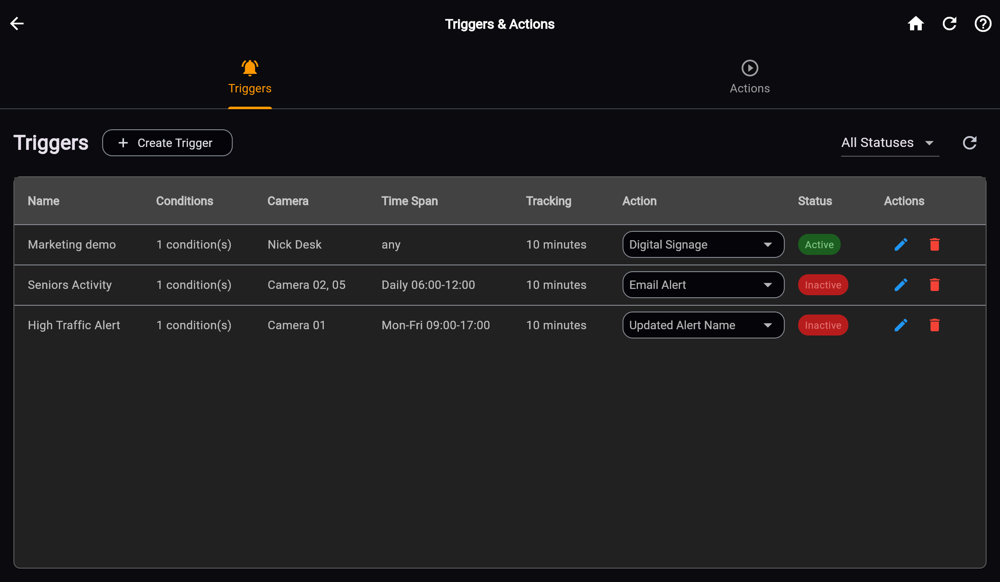 Triggers & Actions
Triggers
Actions
Triggers
+ Create Trigger
All Statuses
Name Conditions Camera Time Span Tracking Action Status Actions
Marketing demo 1 condition(s) Nick Desk any 10 minutes Digital Signage Active
Seniors Activity 1 condition(s) Camera 02, 05 Daily 06:00-12:00 10 minutes Email Alert Inactive
High Traffic Alert 1 condition(s) Camera 01 Mon-Fri 09:00-17:00 10 minutes Updated Alert Name Inactive